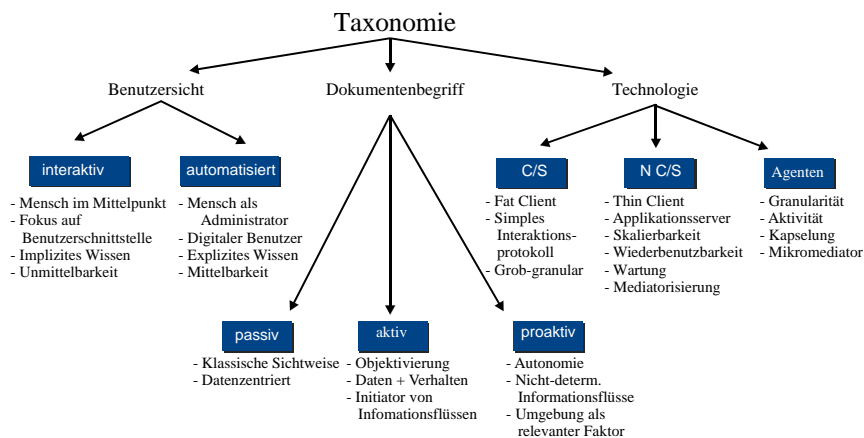 Taxonomie
Benutzersicht
Dokumentenbegriff
Technologie
interaktiv
- Mensch im Mittelpunkt
- Fokus auf
Benutzerschnittstelle
- Implizites Wissen
- Unmittelbarkeit
automatisiert
- Mensch als
Administrator
- Digitaler Benutzer
- Explizites Wissen
- Mittelbarkeit
C/S
- Fat Client
- Simples
Interaktions-
protokoll
- Grob-granular
N C/S
- Thin Client
- Applikationsserver
- Skalierbarkeit
- Wiederbenutzbarkeit
- Wartung
- Mediatorisierung
Agenten
- Granularität
- Aktivität
- Kapselung
- Mikromediator
passiv
- Klassische Sichtweise
- Datenzentriert
aktiv
- Objektivierung
- Daten + Verhalten
- Initiator von
Infomationsflüssen
proaktiv
- Autonomie
- Nicht-determ.
Informationsflüsse
- Umgebung als
relevanter Faktor